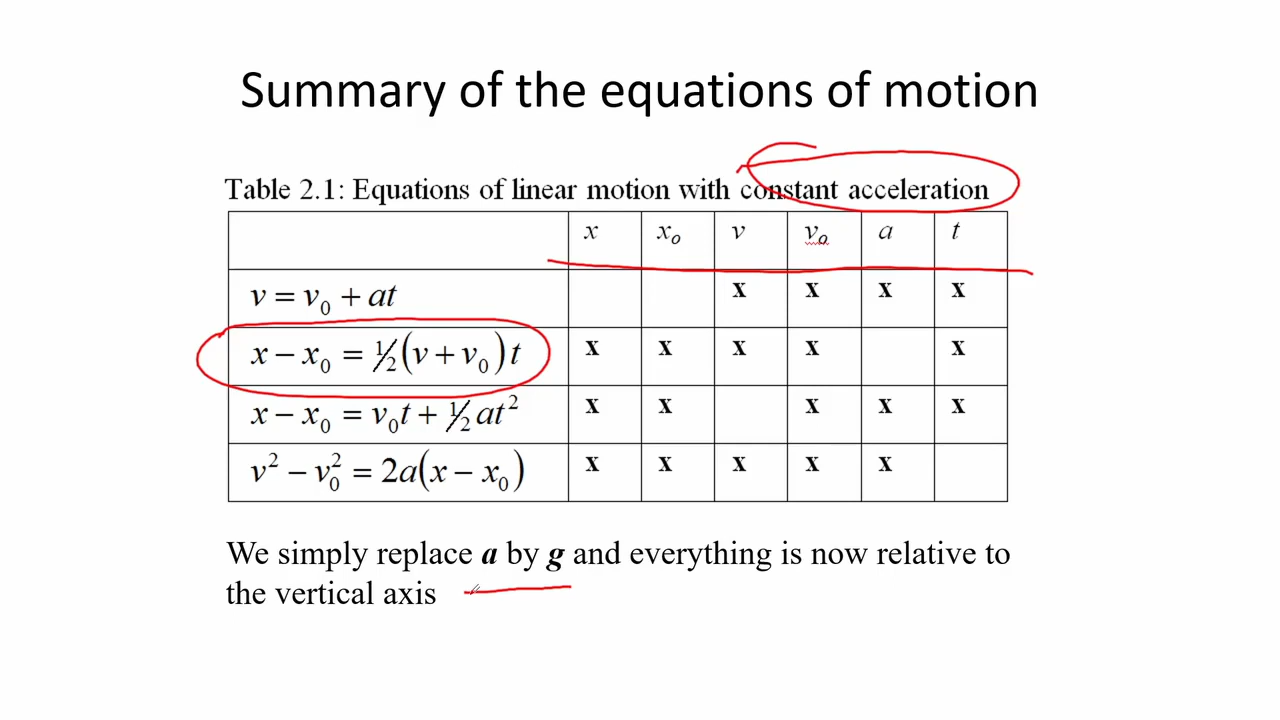 Summary of the equations of motion
Table 2.1: Equations of linear motion with constant acceleration
x x₀ v v₀ a t
v = v₀ + at x x x x
x − x₀ = ½(v + v₀)t x x x x x
x − x₀ = v₀t + ½at² x x x x x
v² − v₀² = 2a(x − x₀) x x x x x
We simply replace a by g and everything is now relative to
the vertical axis